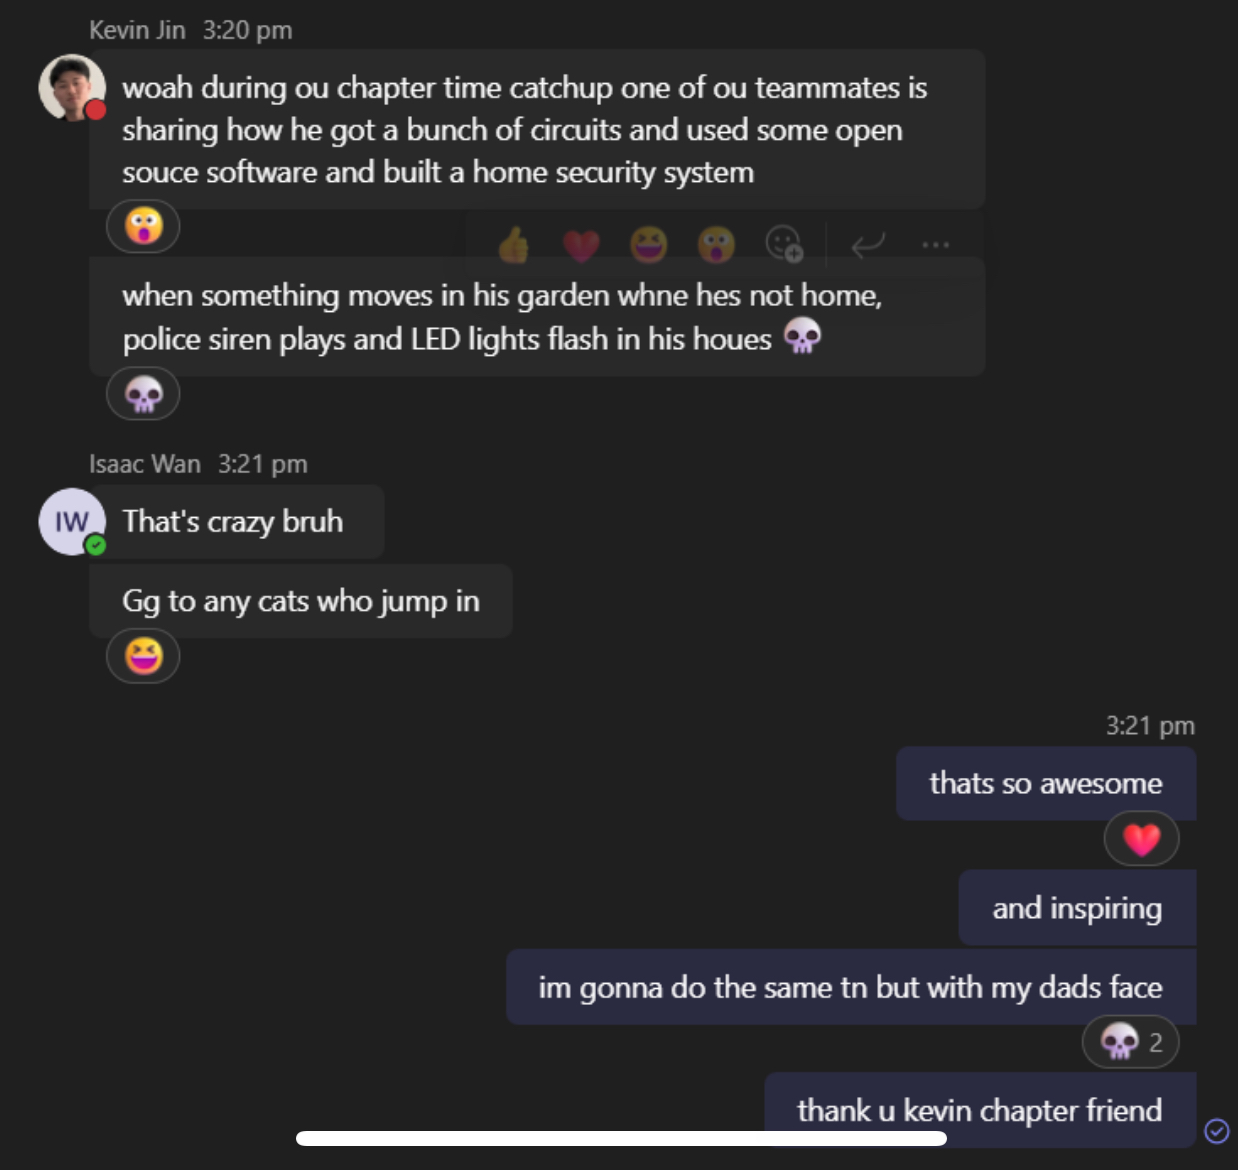 Kevin Jin 3:20 pm
woah during ou chapter time catchup one of ou teammates is
sharing how he got a bunch of circuits and used some open
souce software and built a home security system
when something moves in his garden whne hes not home,
police siren plays and LED lights flash in his houes 💀
Isaac Wan 3:21 pm
IW
That's crazy bruh
Gg to any cats who jump in
3:21 pm
thats so awesome
and inspiring
im gonna do the same tn but with my dads face
2
thank u kevin chapter friend